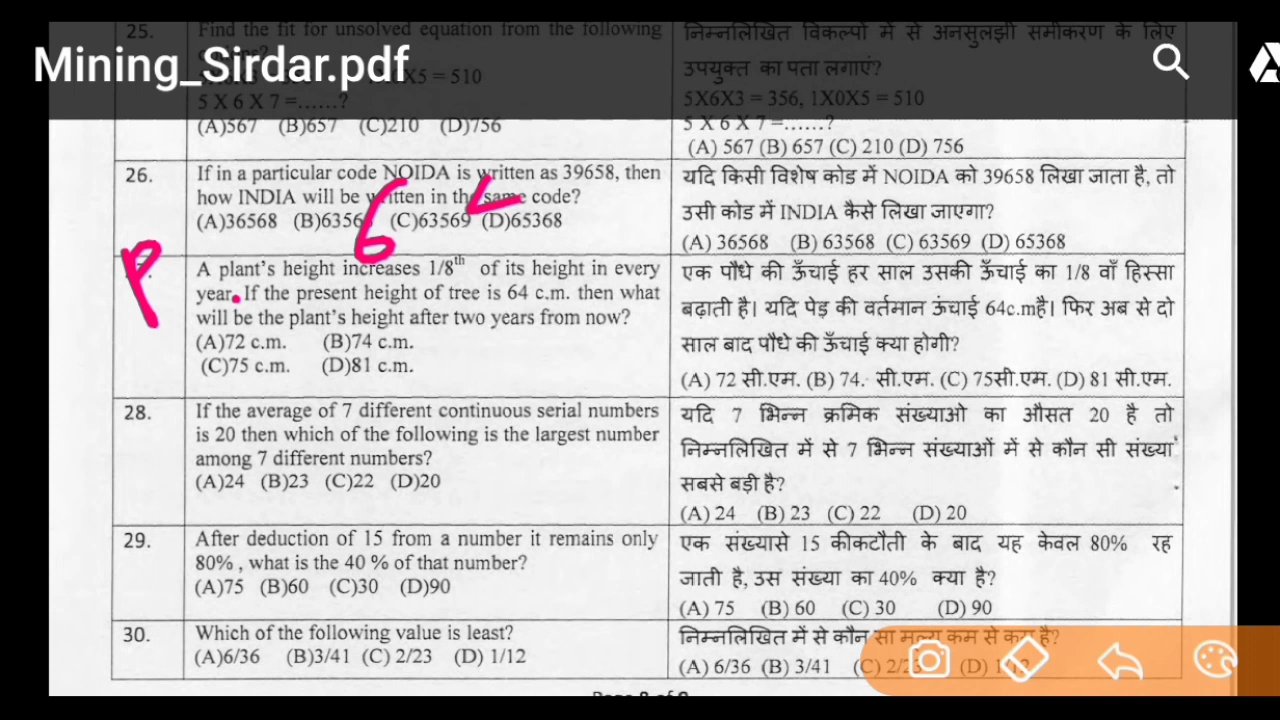 Mining_Sirdar.pdf
25.
Find the fit for unsolved equation from the following
X5 = 510
5 X 6 X 7 =......?
(A)567 (B)657 (C)210 (D)756
निम्नलिखित विकल्पो में से अनसुलझी समीकरण के लिए
उपयुक्त का पता लगाएं?
5X6X3 = 356, 1X0X5 = 510
5 X 6 X 7 =......?
(A) 567 (B) 657 (C) 210 (D) 756
26.
If in a particular code NOIDA is written as 39658, then
how INDIA will be written in the same code?
(A)36568 (B)63568 (C)63569 (D)65368
यदि किसी विशेष कोड में NOIDA को 39658 लिखा जाता है, तो
उसी कोड में INDIA कैसे लिखा जाएगा?
(A) 36568 (B) 63568 (C) 63569 (D) 65368
6
A plant's height increases 1/8th of its height in every
year. If the present height of tree is 64 c.m. then what
will be the plant's height after two years from now?
(A)72 c.m. (B)74 c.m.
(C)75 c.m. (D)81 c.m.
एक पौधे की ऊँचाई हर साल उसकी ऊँचाई का 1/8 वाँ हिस्सा
बढ़ाती है। यदि पेड़ की वर्तमान ऊंचाई 64c.mहै। फिर अब से दो
साल बाद पौधे की ऊँचाई क्या होगी?
(A) 72 सी.एम. (B) 74. सी.एम. (C) 75सी.एम. (D) 81 सी.एम.
28.
If the average of 7 different continuous serial numbers
is 20 then which of the following is the largest number
among 7 different numbers?
(A)24 (B)23 (C)22 (D)20
यदि 7 भिन्न क्रमिक संख्याओ का औसत 20 है तो
निम्नलिखित में से 7 भिन्न संख्याओं में से कौन सी संख्या
सबसे बड़ी है?
(A) 24 (B) 23 (C) 22 (D) 20
29.
After deduction of 15 from a number it remains only
80% , what is the 40 % of that number?
(A)75 (B)60 (C)30 (D)90
एक संख्यासे 15 कीकटौती के बाद यह केवल 80% रह
जाती है, उस संख्या का 40% क्या है?
(A) 75 (B) 60 (C) 30 (D) 90
30.
Which of the following value is least?
(A)6/36 (B)3/41 (C) 2/23 (D) 1/12
निम्नलिखित में से कौन सा मूल्य कम से कम है?
(A) 6/36 (B) 3/41 (C) 2/23 (D) 1/12